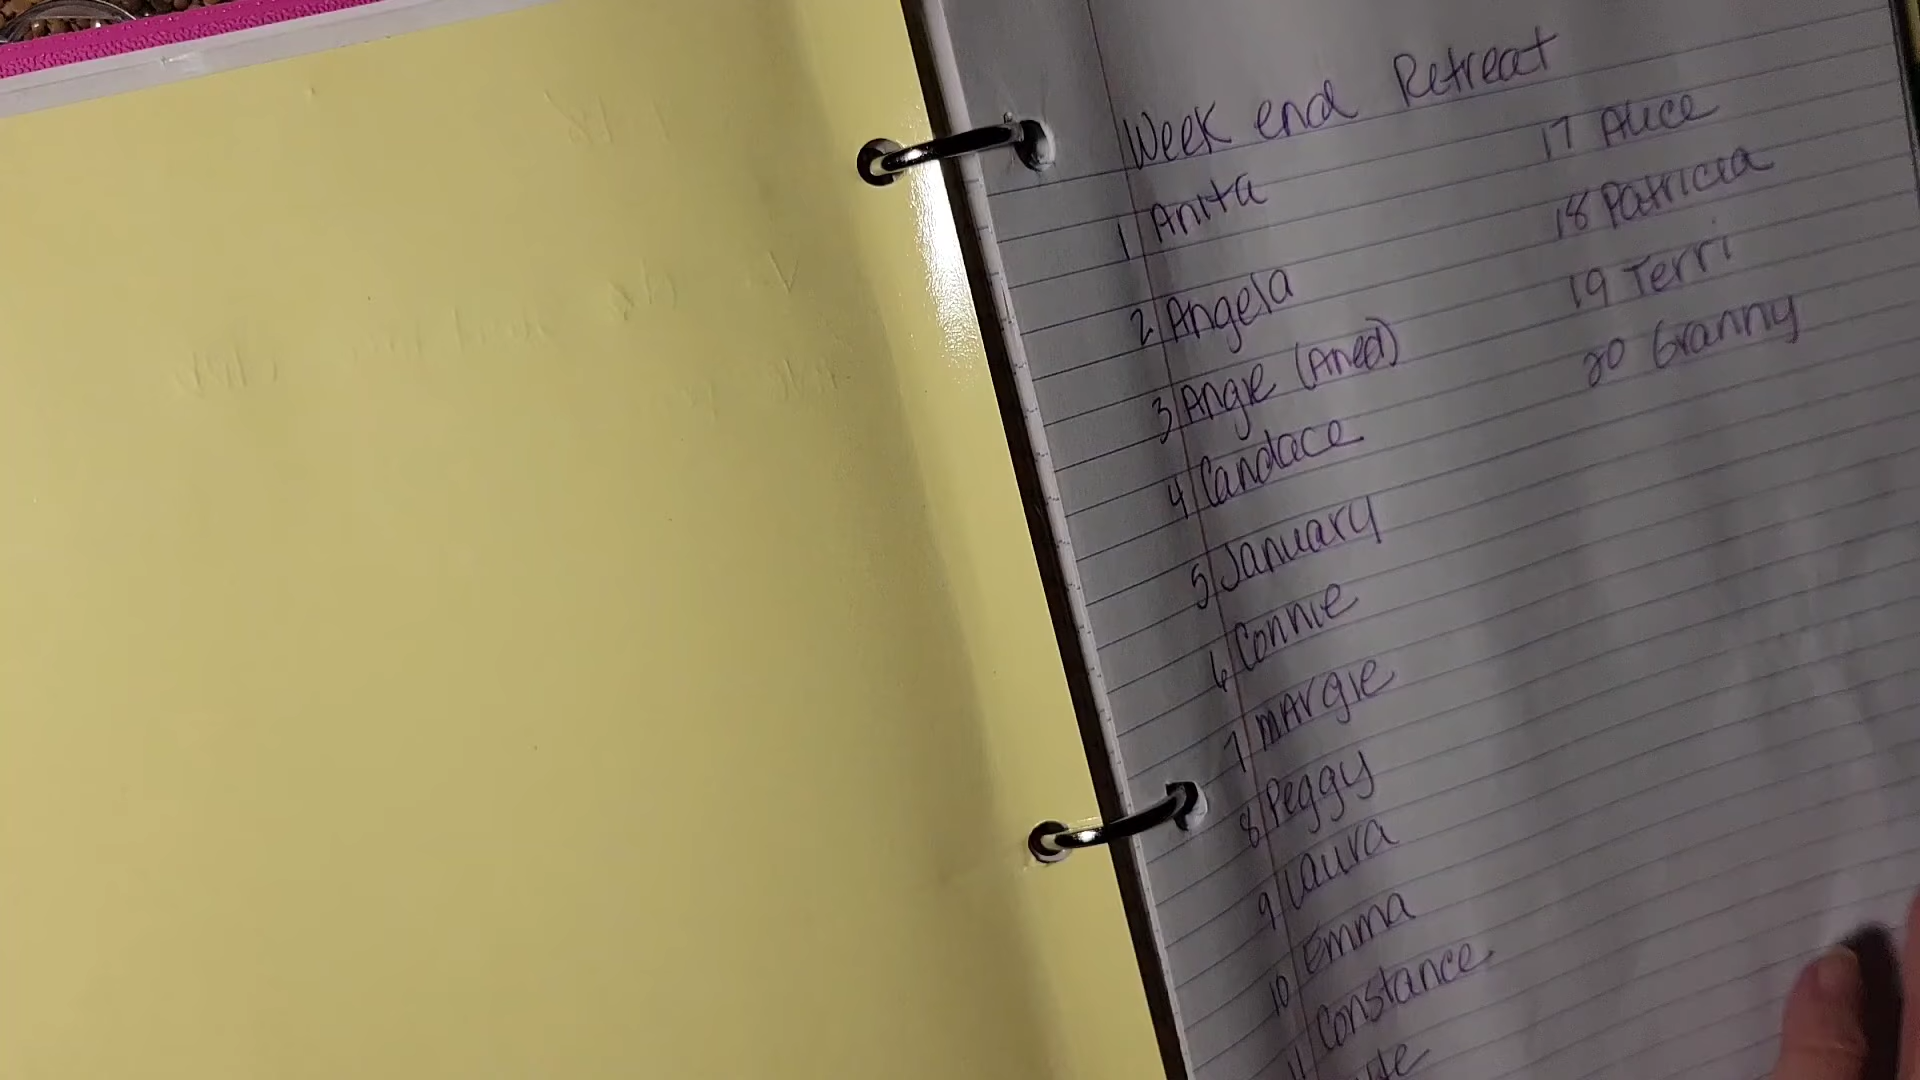 Week end Retreat
1 Anita
2 Angela
3 Angie (Aned)
4 Candace
5 January
6 Connie
7 Margie
8 Peggy
9 Laura
10 Emma
11 Constance
17 Alice
18 Patricia
19 Terri
20 Granny